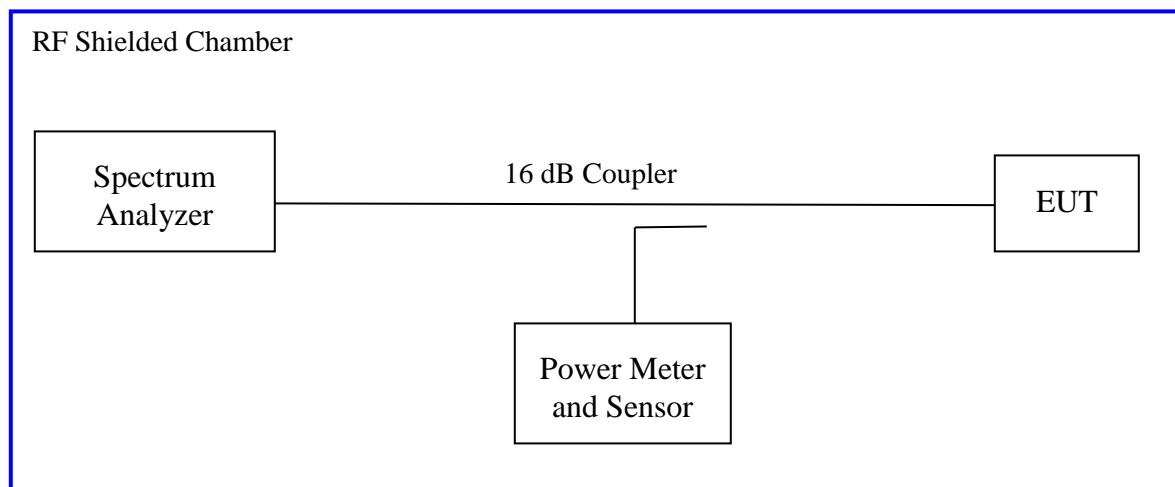 RF Shielded Chamber
Spectrum
Analyzer
16 dB Coupler
EUT
Power Meter
and Sensor